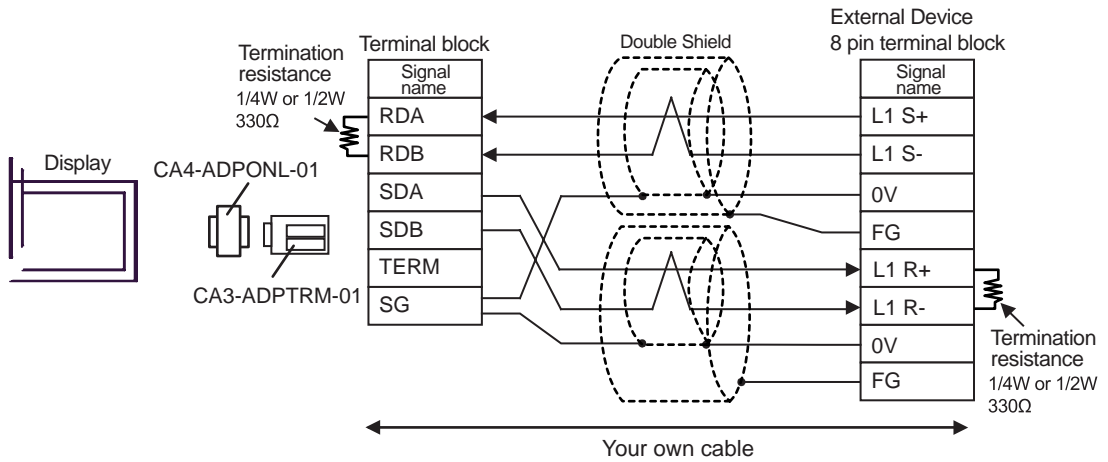 External Device
8 pin terminal block
Terminal block
Double Shield
Termination
resistance
1/4W or 1/2W
330Ω
Signal
name
RDA
RDB
SDA
SDB
TERM
SG
Signal
name
L1 S+
L1 S-
0V
FG
L1 R+
L1 R-
0V
FG
Display
CA4-ADPONL-01
CA3-ADPTRM-01
Termination
resistance
1/4W or 1/2W
330Ω
Your own cable